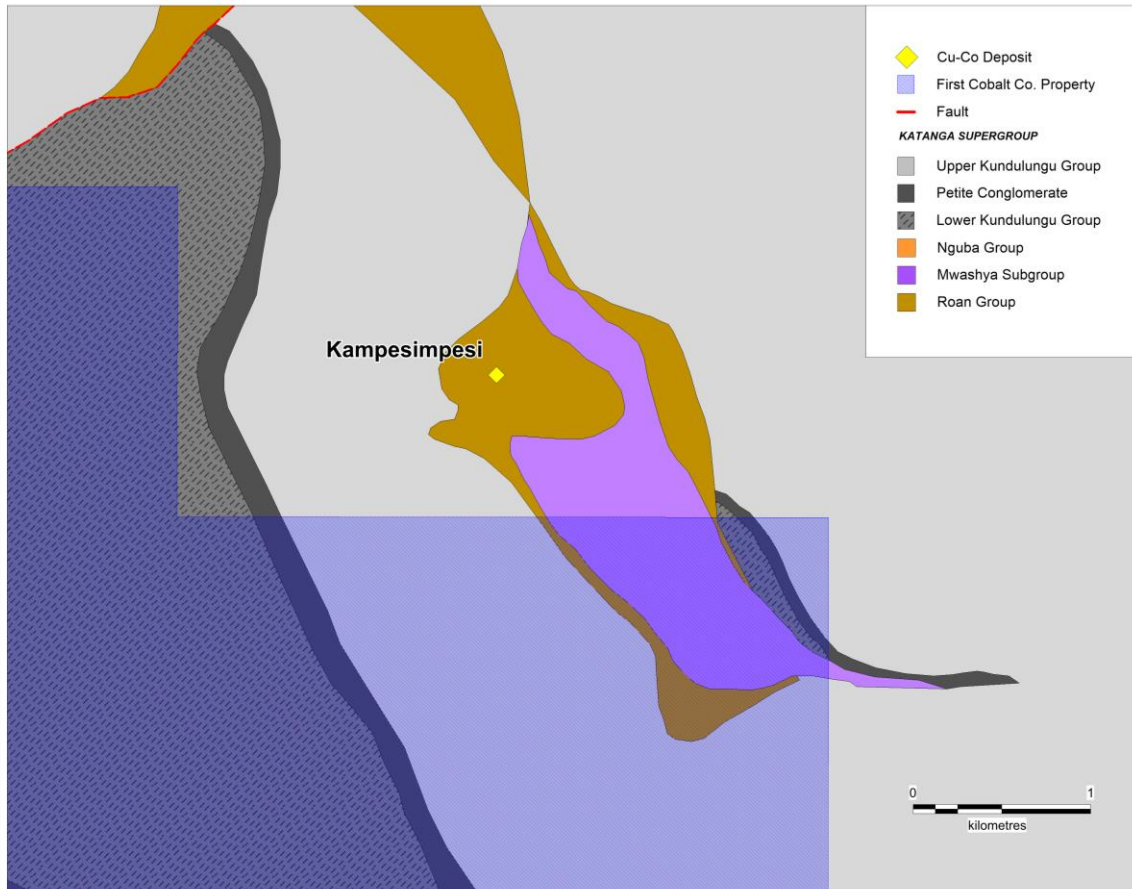 Cu-Co Deposit
First Cobalt Co. Property
Fault
KATANGA SUPERGROUP
Upper Kundulungu Group
Petite Conglomerate
Lower Kundulungu Group
Nguba Group
Mwashya Subgroup
Roan Group
Kampesimpesi
0 1
kilometres